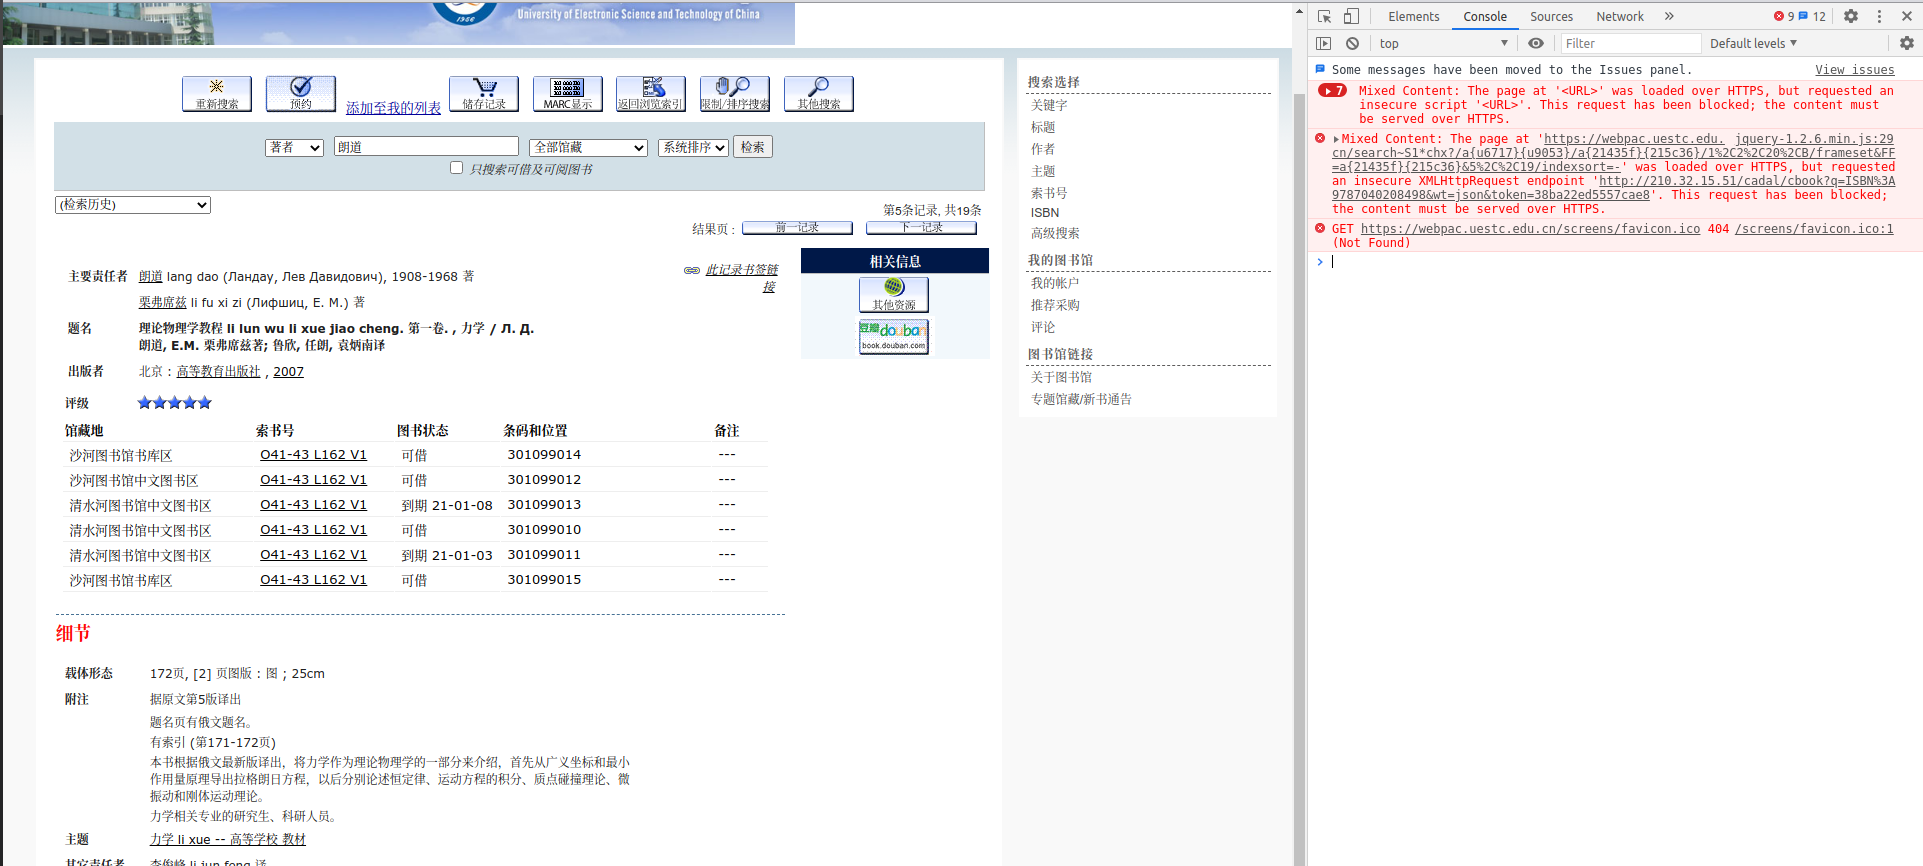 University of Electronic Science and Technology of China
1956
重新搜索
预约
添加至我的列表
储存记录
MARC显示
返回浏览索引
限制/排序搜索
其他搜索
著者
朗道
全部馆藏
系统排序
检索
只搜索可借及可阅图书
(检索历史)
第5条记录, 共19条
结果页 :
前一记录
下一记录
主要责任者
朗道 lang dao (Ландау, Лев Давидович), 1908-1968 著
此记录书签链
接
栗弗席兹 li fu xi zi (Лифшиц, Е. М.) 著
题名
理论物理学教程 li lun wu li xue jiao cheng. 第一卷. , 力学 / Л. Д.
朗道, Е.М. 栗弗席兹著; 鲁欣, 任朗, 袁炳南译
出版者
北京 : 高等教育出版社 , 2007
评级
相关信息
其他资源
豆瓣douban
book.douban.com
馆藏地 索书号 图书状态 条码和位置 备注
沙河图书馆书库区 O41-43 L162 V1 可借 301099014 ---
沙河图书馆中文图书区 O41-43 L162 V1 可借 301099012 ---
清水河图书馆中文图书区 O41-43 L162 V1 到期 21-01-08 301099013 ---
清水河图书馆中文图书区 O41-43 L162 V1 可借 301099010 ---
清水河图书馆中文图书区 O41-43 L162 V1 到期 21-01-03 301099011 ---
沙河图书馆书库区 O41-43 L162 V1 可借 301099015 ---
细节
载体形态
172页, [2] 页图版 : 图 ; 25cm
附注
据原文第5版译出
题名页有俄文题名。
有索引 (第171-172页)
本书根据俄文最新版译出，将力学作为理论物理学的一部分来介绍，首先从广义坐标和最小
作用量原理导出拉格朗日方程，以后分别论述恒定律、运动方程的积分、质点碰撞理论、微
振动和刚体运动理论。
力学相关专业的研究生、科研人员。
主题
力学 li xue -- 高等学校 教材
其它责任者
李俊峰 li jun feng 译
搜索选择
关键字
标题
作者
主题
索书号
ISBN
高级搜索
我的图书馆
我的帐户
推荐采购
评论
图书馆链接
关于图书馆
专题馆藏/新书通告
Elements
Console
Sources
Network
»
9
12
top
Filter
Default levels
Some messages have been moved to the Issues panel.
View issues
7
Mixed Content: The page at '<URL>' was loaded over HTTPS, but requested an
insecure script '<URL>'. This request has been blocked; the content must
be served over HTTPS.
Mixed Content: The page at 'https://webpac.uestc.edu. jquery-1.2.6.min.js:29
cn/search~S1*chx?/a{u6717}{u9053}/a{21435f}{215c36}/1%2C2%2C20%2CB/frameset&FF
=a{21435f}{215c36}&5%2C%2C19/indexsort=-' was loaded over HTTPS, but requested
an insecure XMLHttpRequest endpoint 'http://210.32.15.51/cadal/cbook?q=ISBN%3A
9787040208498&wt=json&token=38ba22ed5557cae8'. This request has been blocked;
the content must be served over HTTPS.
GET https://webpac.uestc.edu.cn/screens/favicon.ico 404 /screens/favicon.ico:1
(Not Found)